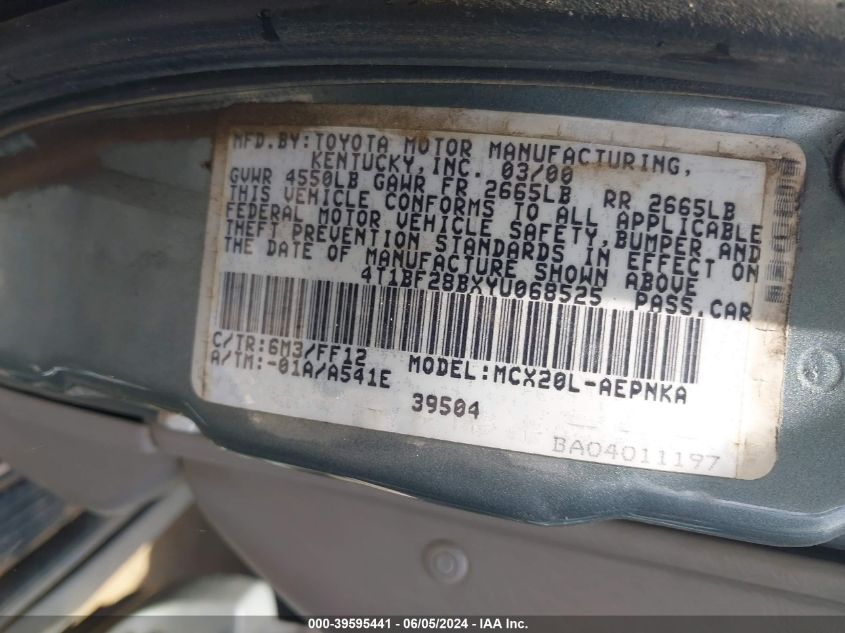 MFD.BY:TOYOTA MOTOR MANUFACTURING,
KENTUCKY,INC. 03/00
GVWR 4550LB GAWR FR 2665LB RR 2665LB
THIS VEHICLE CONFORMS TO ALL APPLICABLE
FEDERAL MOTOR VEHICLE SAFETY,BUMPER AND
THEFT PREVENTION STANDARDS IN EFFECT ON
THE DATE OF MANUFACTURE SHOWN ABOVE
4T1BF28BXYU068525 PASS.CAR
C/TR:6M3/FF12
A/TM:-01A/A541E MODEL:MCX20L-AEPNKA
39504
BA04011197
000-39595441 - 06/05/2024 - IAA Inc.